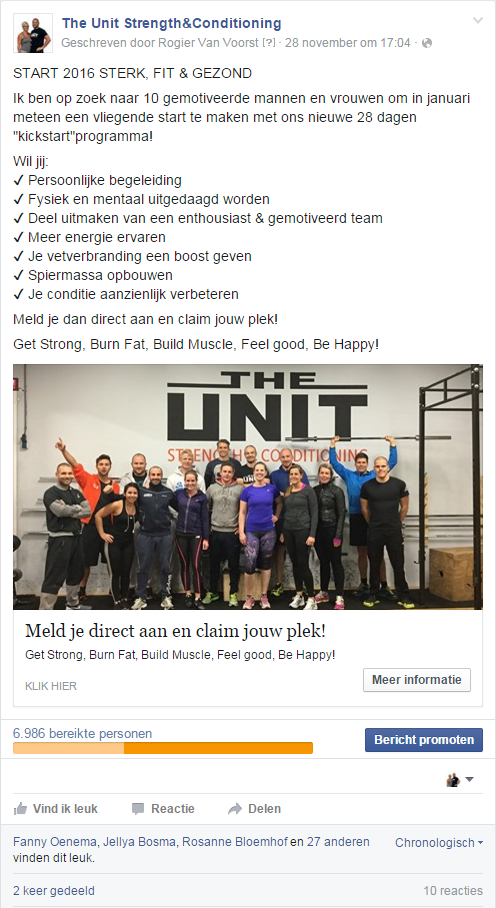 The Unit Strength&Conditioning
Geschreven door Rogier Van Voorst [?] · 28 november om 17:04 ·
START 2016 STERK, FIT & GEZOND
Ik ben op zoek naar 10 gemotiveerde mannen en vrouwen om in januari
meteen een vliegende start te maken met ons nieuwe 28 dagen
"kickstart"programma!
Wil jij:
✓ Persoonlijke begeleiding
✓ Fysiek en mentaal uitgedaagd worden
✓ Deel uitmaken van een enthousiast & gemotiveerd team
✓ Meer energie ervaren
✓ Je vetverbranding een boost geven
✓ Spiermassa opbouwen
✓ Je conditie aanzienlijk verbeteren
Meld je dan direct aan en claim jouw plek!
Get Strong, Burn Fat, Build Muscle, Feel good, Be Happy!
THE
UNIT
STRENGTH & CONDITIONING
Meld je direct aan en claim jouw plek!
Get Strong, Burn Fat, Build Muscle, Feel good, Be Happy!
KLIK HIER
Meer informatie
6.986 bereikte personen
Bericht promoten
Vind ik leuk Reactie Delen
Fanny Oenema, Jellya Bosma, Rosanne Bloemhof en 27 anderen
vinden dit leuk.
Chronologisch
2 keer gedeeld
10 reacties